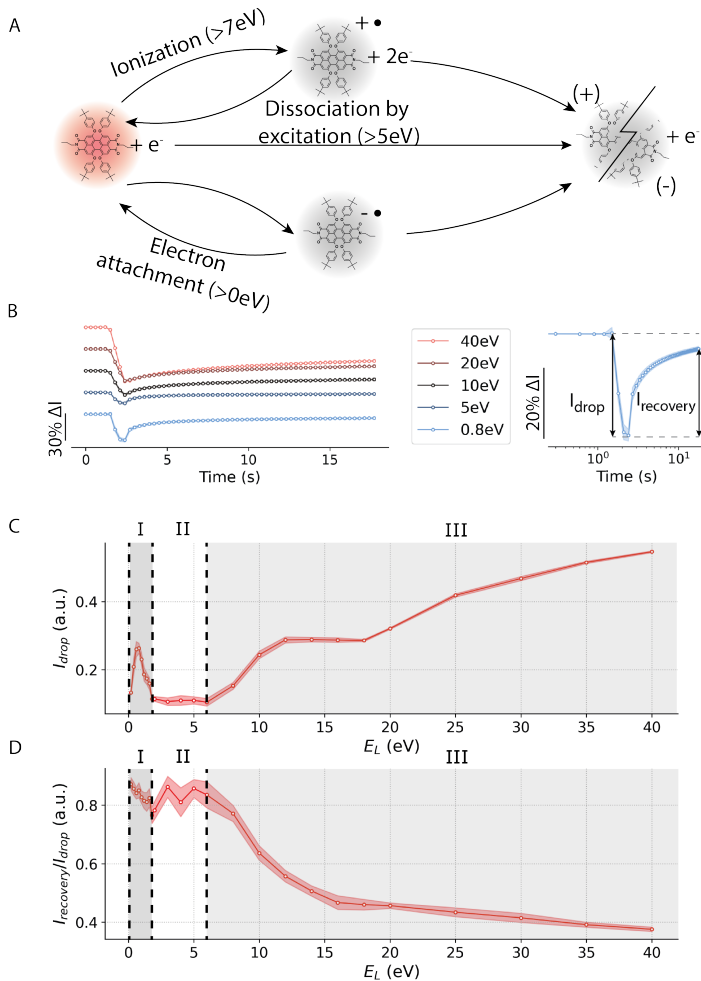 A
Ionization (>7eV)
+ •
+ 2e⁻
Dissociation by
excitation (>5eV)
+ e⁻
(+)
+ e⁻
(-)
- •
Electron
attachment (>0eV)
B
30% ΔI
0
5
10
15
Time (s)
40eV
20eV
10eV
5eV
0.8eV
20% ΔI
I_drop
I_recovery
10⁰
10¹
Time (s)
C
I
II
III
I_drop (a.u.)
0.4
0.2
0
5
10
15
20
25
30
35
40
E_L (eV)
D
I
II
III
I_recovery/I_drop (a.u.)
0.8
0.6
0.4
0
5
10
15
20
25
30
35
40
E_L (eV)